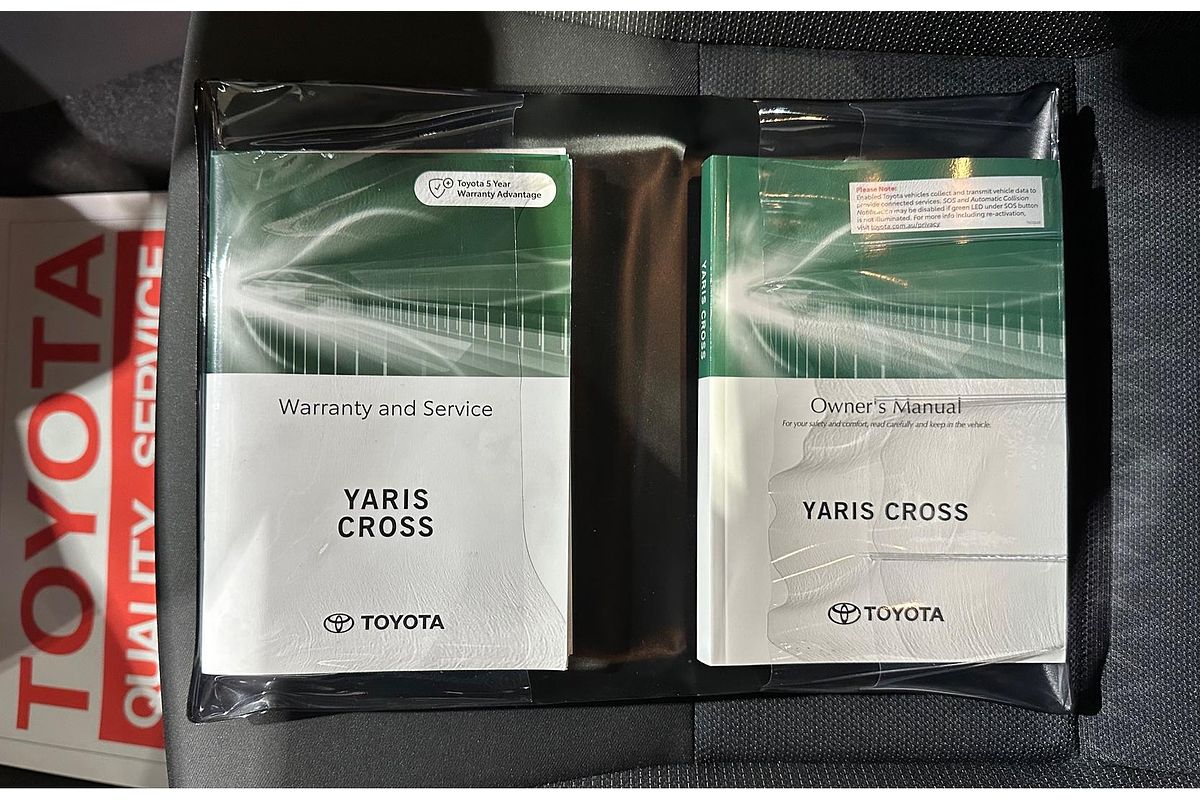 TOYOTA
QUALITY SERVICE
Toyota 5 Year
Warranty Advantage
Warranty and Service
YARIS
CROSS
TOYOTA
YARIS CROSS
Please Note:
Enabled Toyota vehicles collect and transmit vehicle data to
provide connected services. SOS and Automatic Collision
Notification may be disabled if green LED under SOS button
is not illuminated. For more info including re-activation,
visit toyota.com.au/privacy
Owner's Manual
For your safety and comfort, read carefully and keep in the vehicle.
YARIS CROSS
TOYOTA